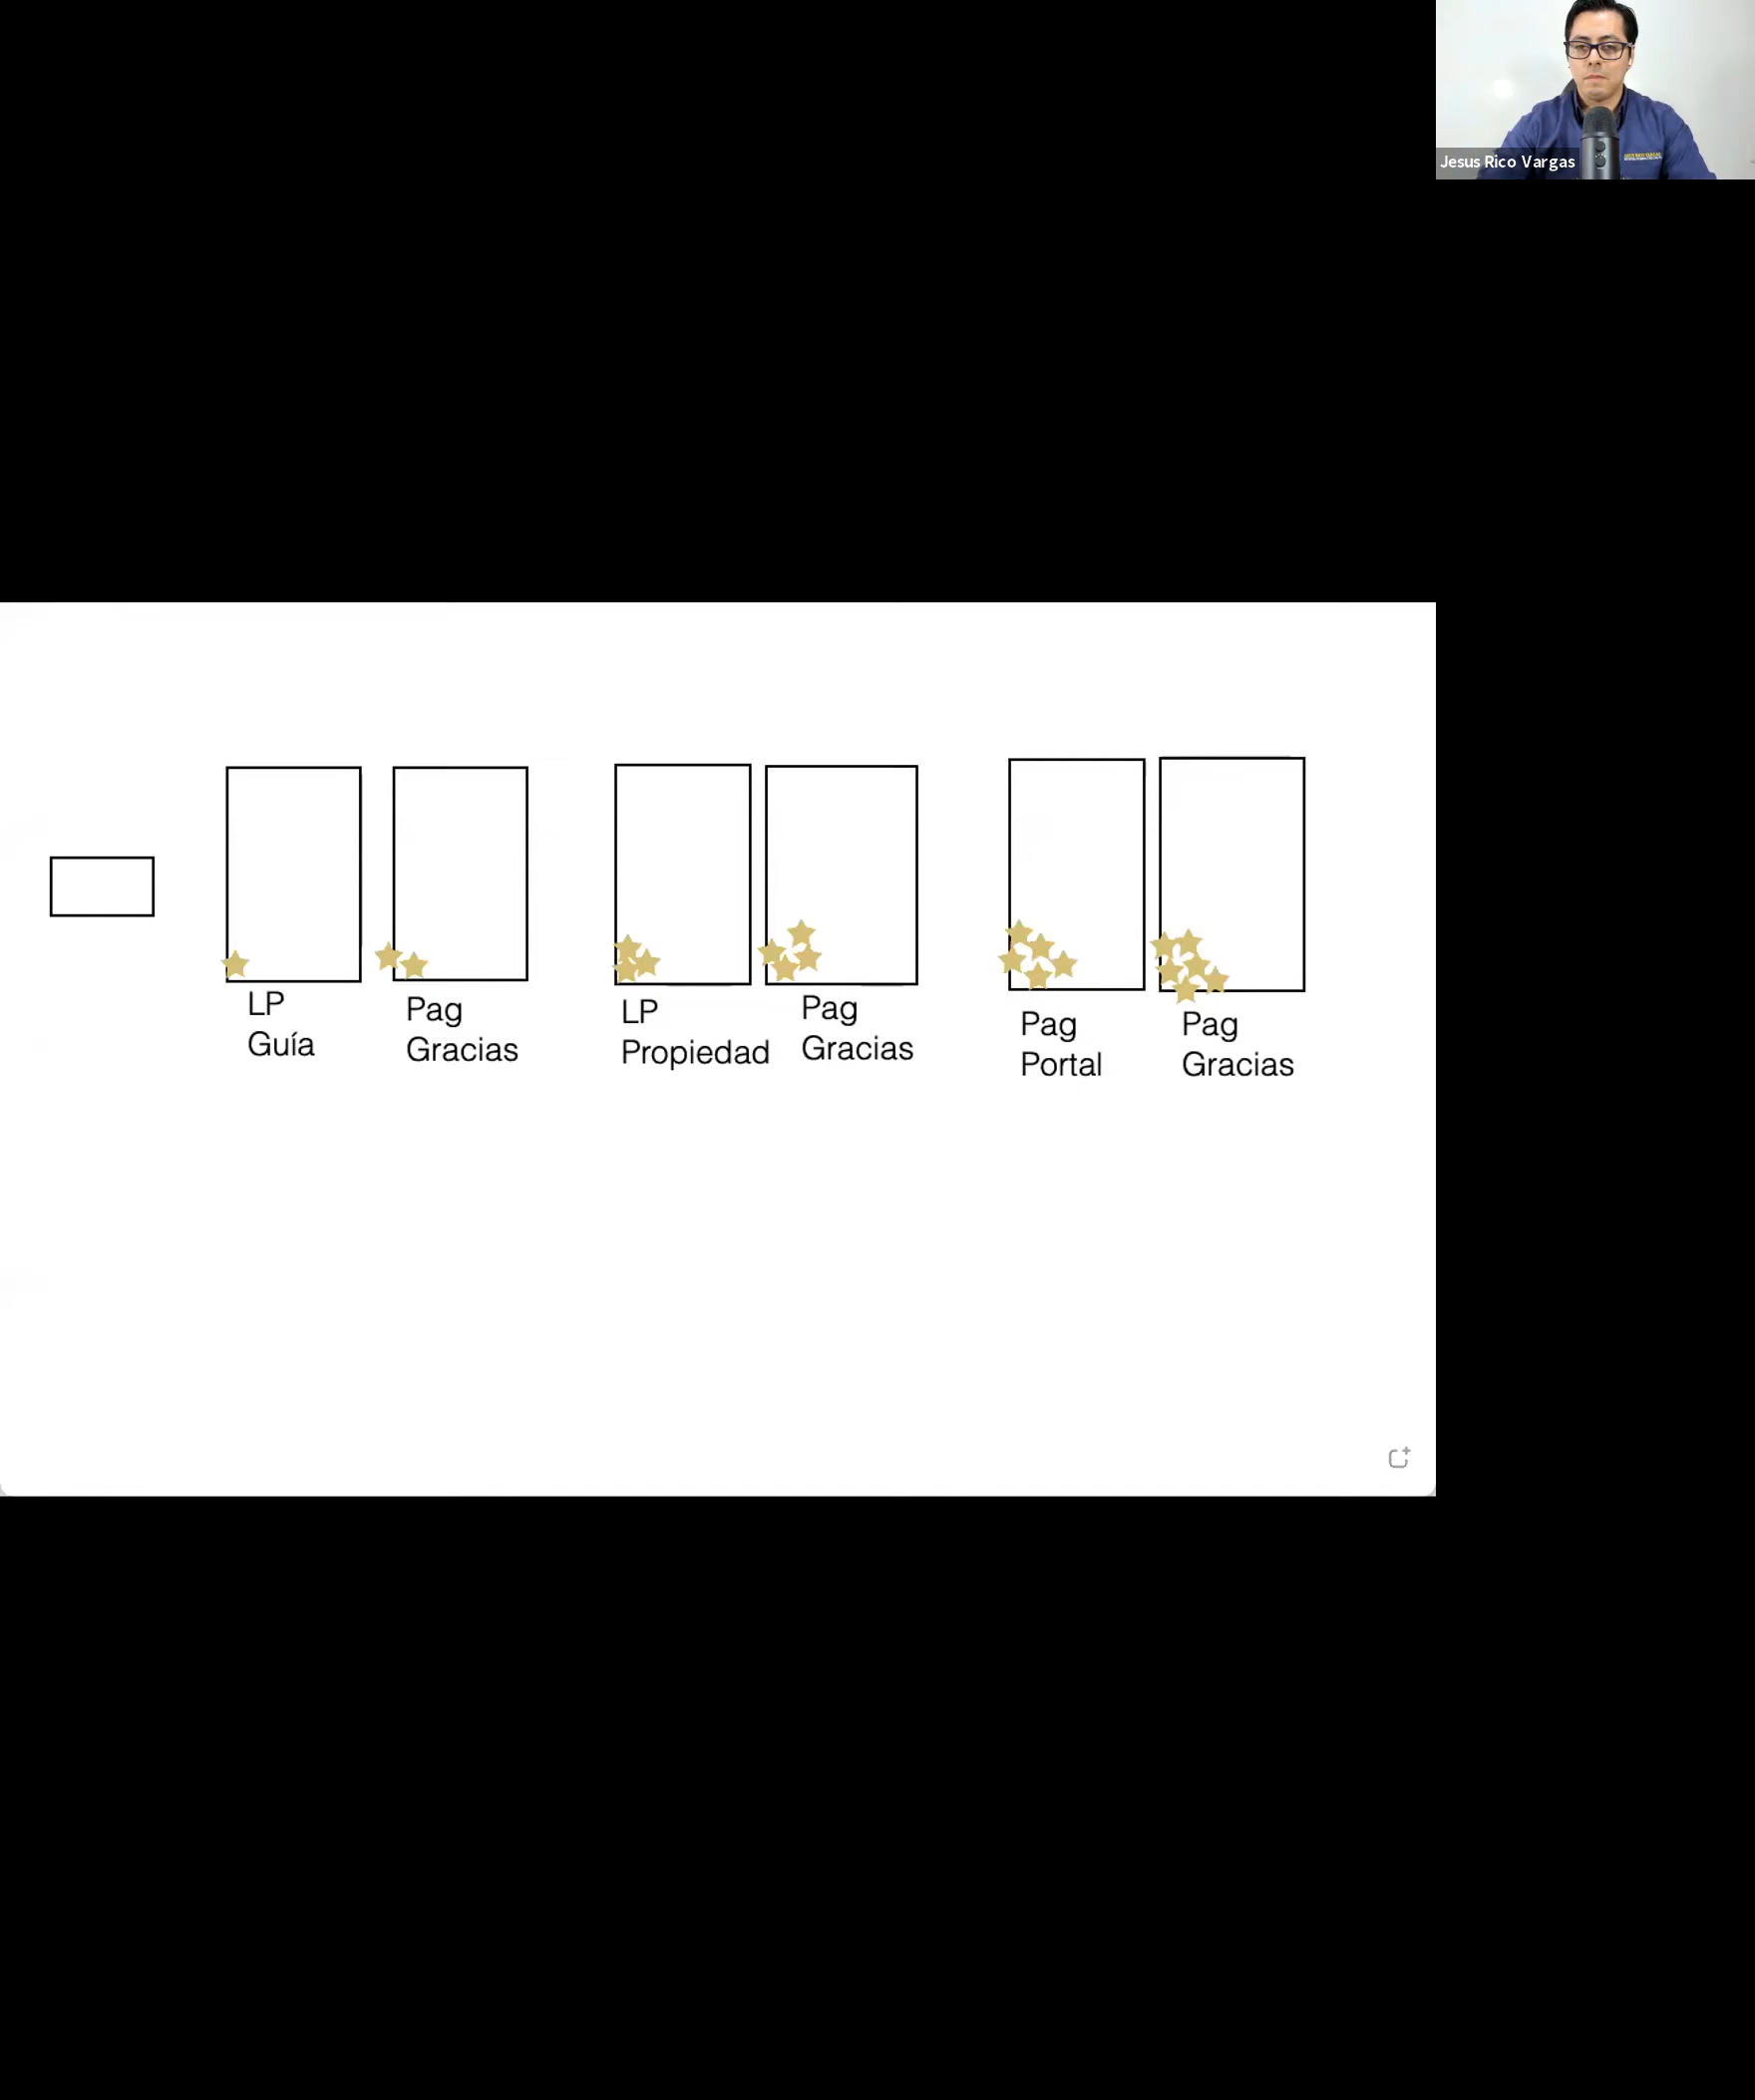 Jesus Rico Vargas
LP
Guía
Pag
Gracias
LP
Propiedad
Pag
Gracias
Pag
Portal
Pag
Gracias